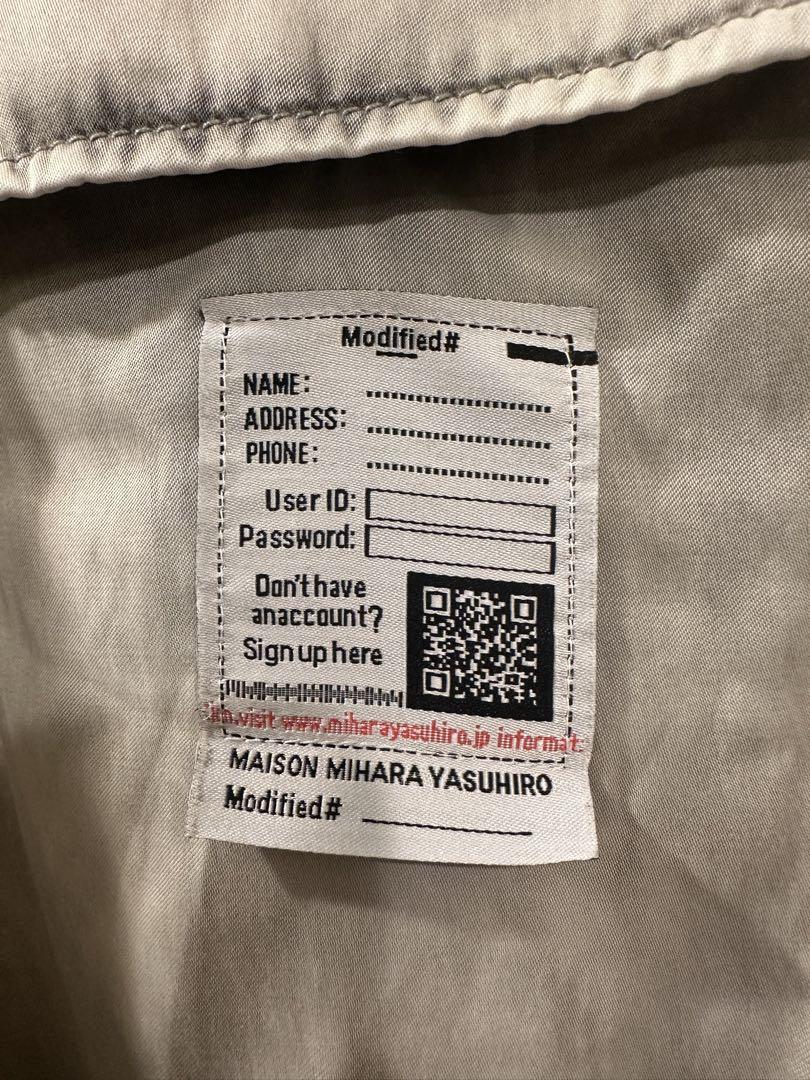 Modified#
NAME:
ADDRESS:
PHONE:
User ID:
Password:
Don't have
anaccount?
Sign up here
visit www.miharayasuhiro.jp informat
MAISON MIHARA YASUHIRO
Modified#